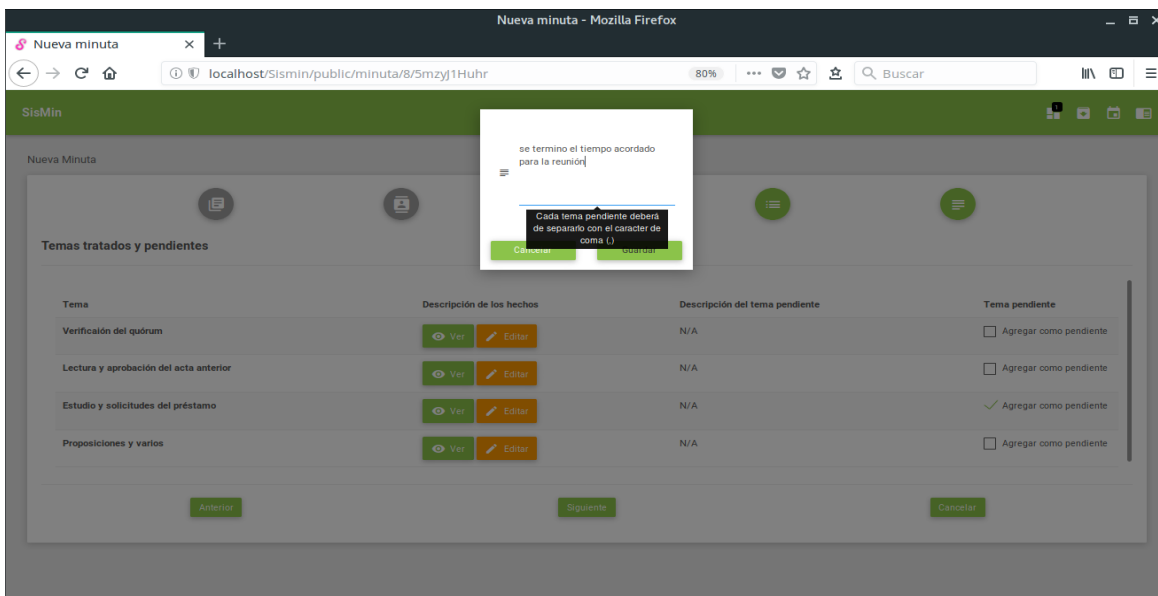 Nueva minuta - Mozilla Firefox
Nueva minuta
localhost/Sismin/public/minuta/8/5mzyJ1Huhr
80%
Buscar
SisMin
1
Nueva Minuta
se termino el tiempo acordado
para la reunión
Cada tema pendiente deberá
de separarlo con el caracter de
coma (,)
Cancelar
Guardar
Temas tratados y pendientes
Tema Descripción de los hechos Descripción del tema pendiente Tema pendiente
Verificaión del quórum Ver Editar N/A Agregar como pendiente
Lectura y aprobación del acta anterior Ver Editar N/A Agregar como pendiente
Estudio y solicitudes del préstamo Ver Editar N/A Agregar como pendiente
Proposiciones y varios Ver Editar N/A Agregar como pendiente
Anterior Siguiente Cancelar